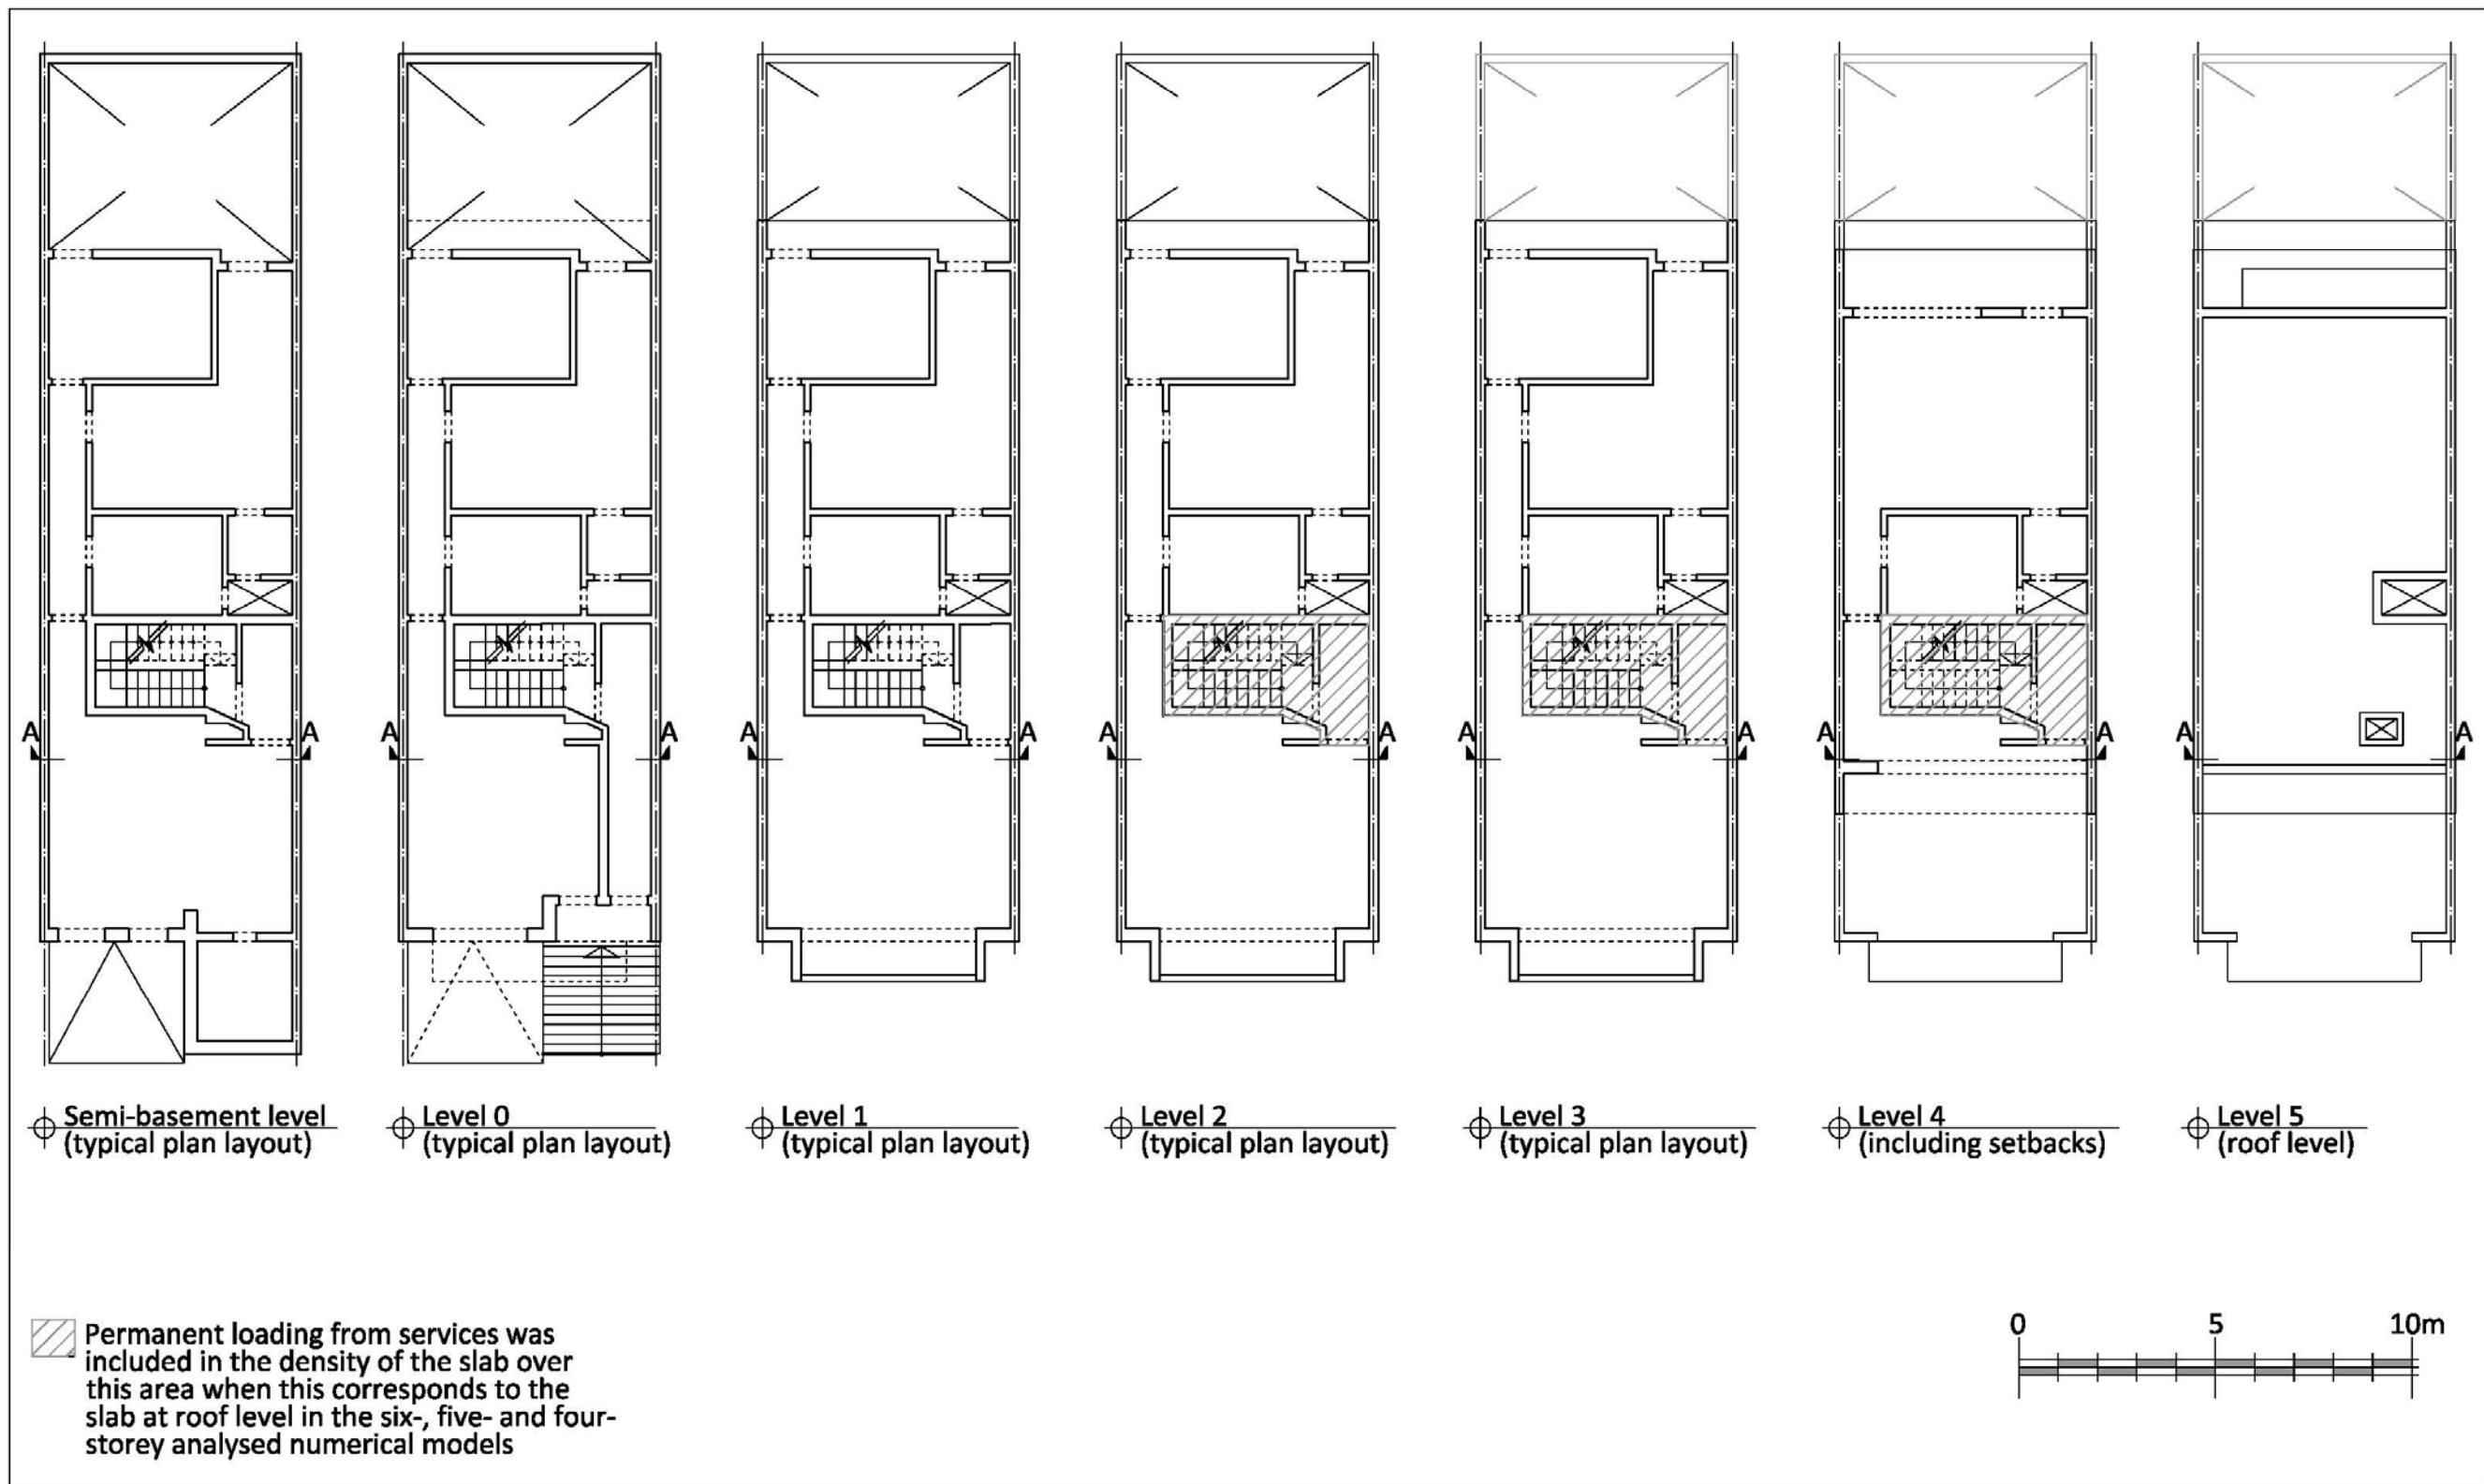 A A A A A A A A A A A A A A
Semi-basement level
(typical plan layout)
Level 0
(typical plan layout)
Level 1
(typical plan layout)
Level 2
(typical plan layout)
Level 3
(typical plan layout)
Level 4
(including setbacks)
Level 5
(roof level)
Permanent loading from services was
included in the density of the slab over
this area when this corresponds to the
slab at roof level in the six-, five- and four-
storey analysed numerical models
0 5 10m